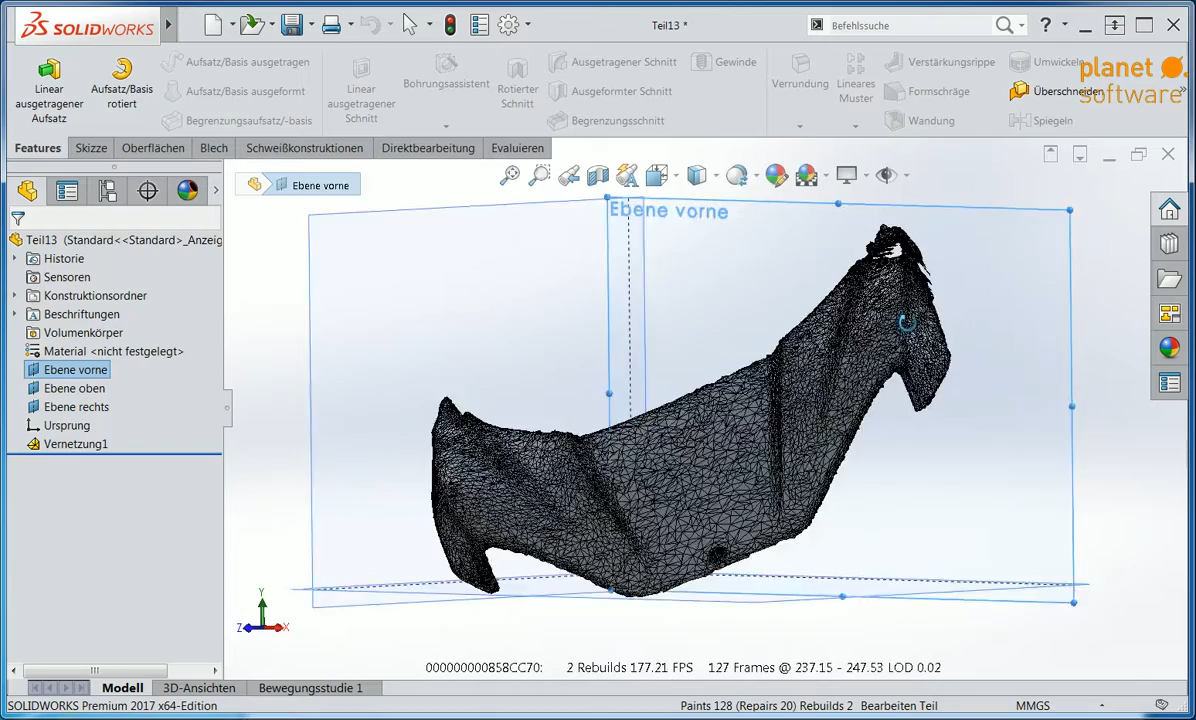 SOLIDWORKS
Teil13 *
Befehlssuche
planet
software
Linear
ausgetragener
Aufsatz
Aufsatz/Basis
rotiert
Aufsatz/Basis ausgetragen
Aufsatz/Basis ausgeformt
Begrenzungsaufsatz/-basis
Linear
ausgetragener
Schnitt
Bohrungsassistent
Rotierter
Schnitt
Ausgetragener Schnitt
Ausgeformter Schnitt
Begrenzungsschnitt
Gewinde
Verrundung
Lineares
Muster
Verstärkungsrippe
Formschräge
Wandung
Umwickeln
Überschneiden
Spiegeln
Features Skizze Oberflächen Blech Schweißkonstruktionen Direktbearbeitung Evaluieren
Ebene vorne
Ebene vorne
Teil13 (Standard<<Standard>_Anzeig
Historie
Sensoren
Konstruktionsordner
Beschriftungen
Volumenkörper
Material <nicht festgelegt>
Ebene vorne
Ebene oben
Ebene rechts
Ursprung
Vernetzung1
Y
Z X
000000000858CC70: 2 Rebuilds 177.21 FPS 127 Frames @ 237.15 - 247.53 LOD 0.02
Modell 3D-Ansichten Bewegungsstudie 1
SOLIDWORKS Premium 2017 x64-Edition Paints 128 (Repairs 20) Rebuilds 2 Bearbeiten Teil MMGS